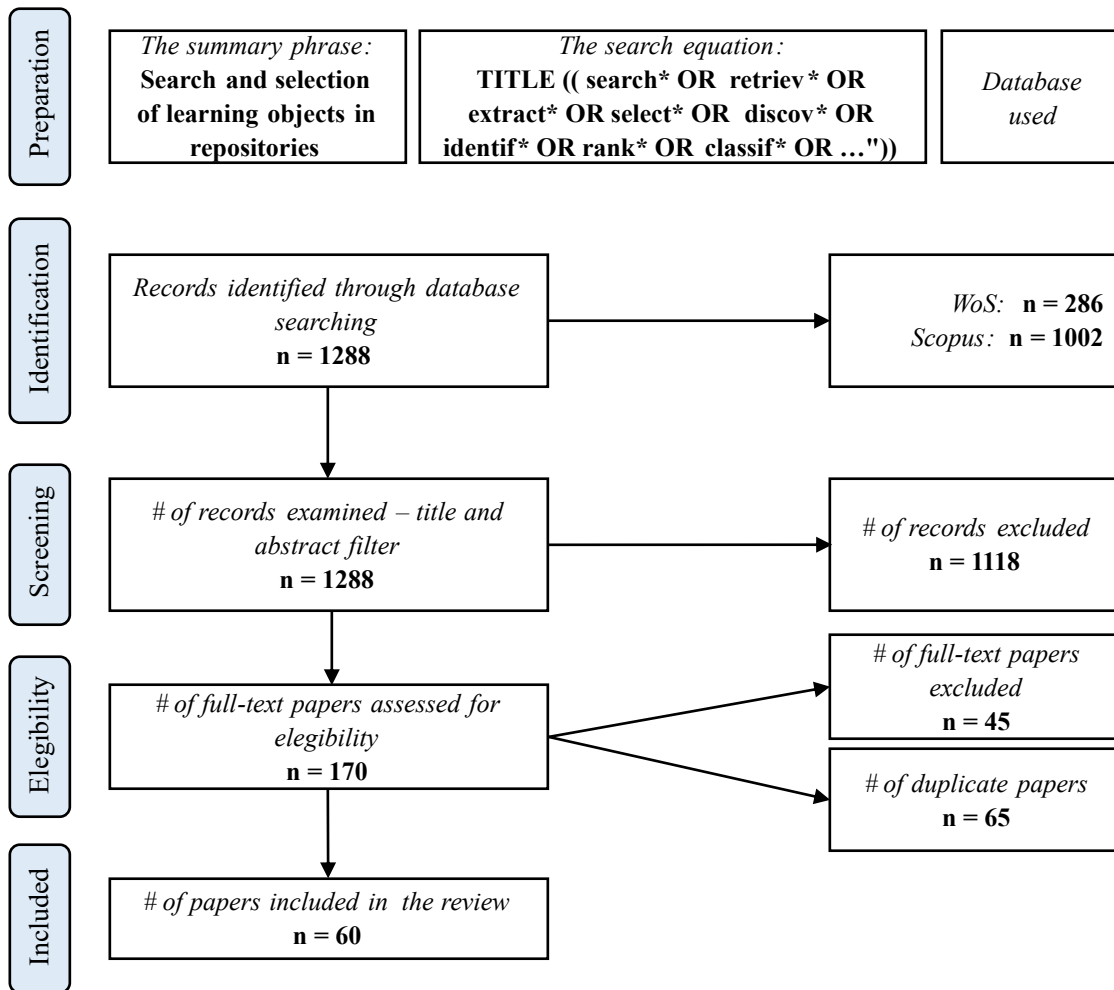 Preparation
The summary phrase:
Search and selection
of learning objects in
repositories
The search equation:
TITLE (( search* OR retriev* OR
extract* OR select* OR discov* OR
identif* OR rank* OR classif* OR …"))
Database
used
Identification
Records identified through database
searching
n = 1288
WoS: n = 286
Scopus: n = 1002
Screening
# of records examined – title and
abstract filter
n = 1288
# of records excluded
n = 1118
Elegibility
# of full-text papers assessed for
elegibility
n = 170
# of full-text papers
excluded
n = 45
# of duplicate papers
n = 65
Included
# of papers included in the review
n = 60